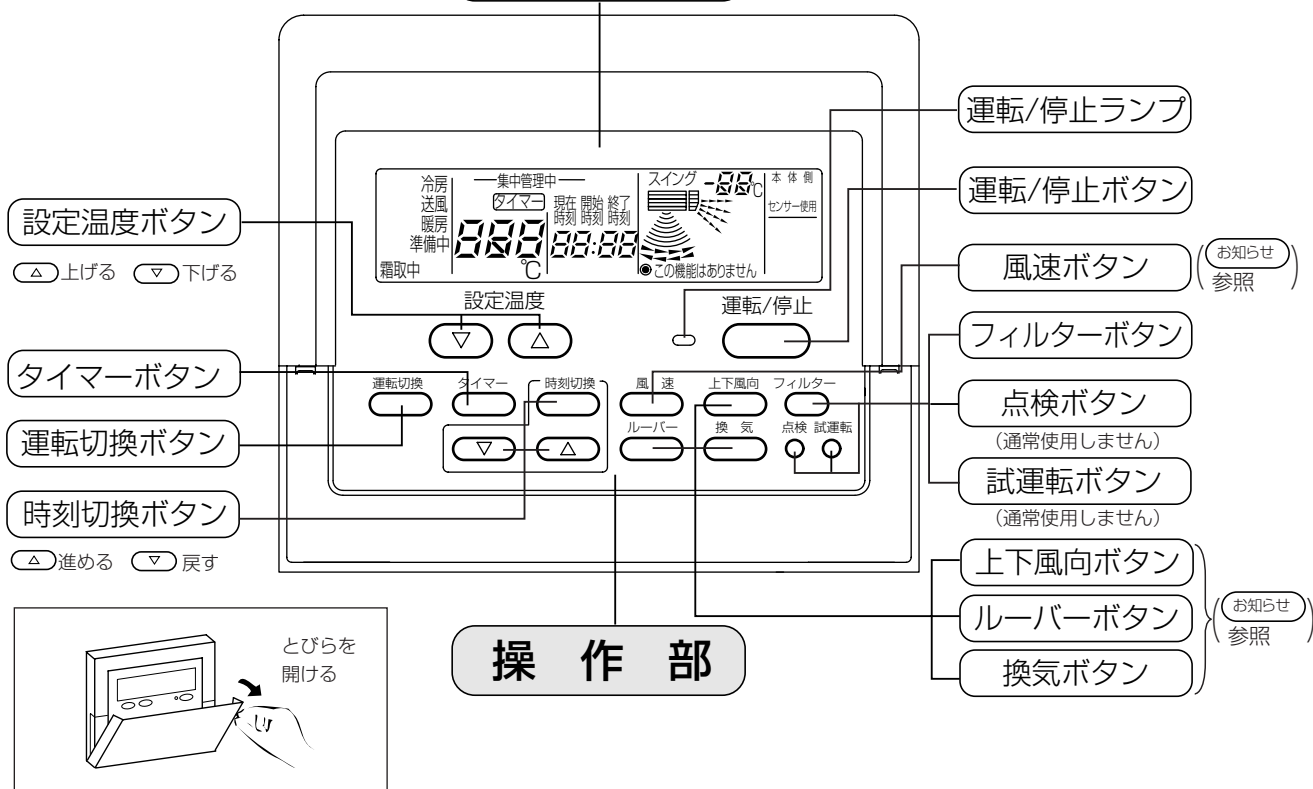 運転/停止ランプ
運転/停止ボタン
風速ボタン
お知らせ
参照
フィルターボタン
点検ボタン
(通常使用しません)
試運転ボタン
(通常使用しません)
上下風向ボタン
ルーバーボタン
換気ボタン
お知らせ
参照
設定温度ボタン
△ 上げる ▽ 下げる
タイマーボタン
運転切換ボタン
時刻切換ボタン
△ 進める ▽ 戻す
冷房
送風
暖房
準備中
霜取中
集中管理中
タイマー
888
℃
現在 開始 終了
時刻 時刻 時刻
88:88
スイング
-88℃
◉この機能はありません
本体側
センサー使用
設定温度
▽ △
運転/停止
運転切換 タイマー 時刻切換 風速 上下風向 フィルター
▽ △ ルーバー 換気 点検 試運転
操作部
とびらを
開ける